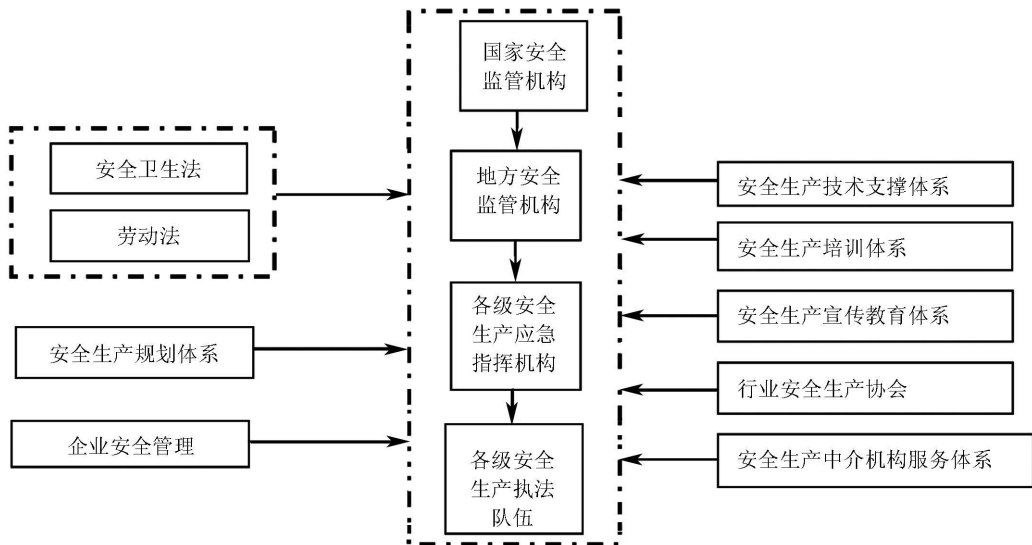 国家安全
监管机构
安全卫生法
劳动法
地方安全
监管机构
各级安全
生产应急
指挥机构
各级安全
生产执法
队伍
安全生产规划体系
企业安全管理
安全生产技术支撑体系
安全生产培训体系
安全生产宣传教育体系
行业安全生产协会
安全生产中介机构服务体系